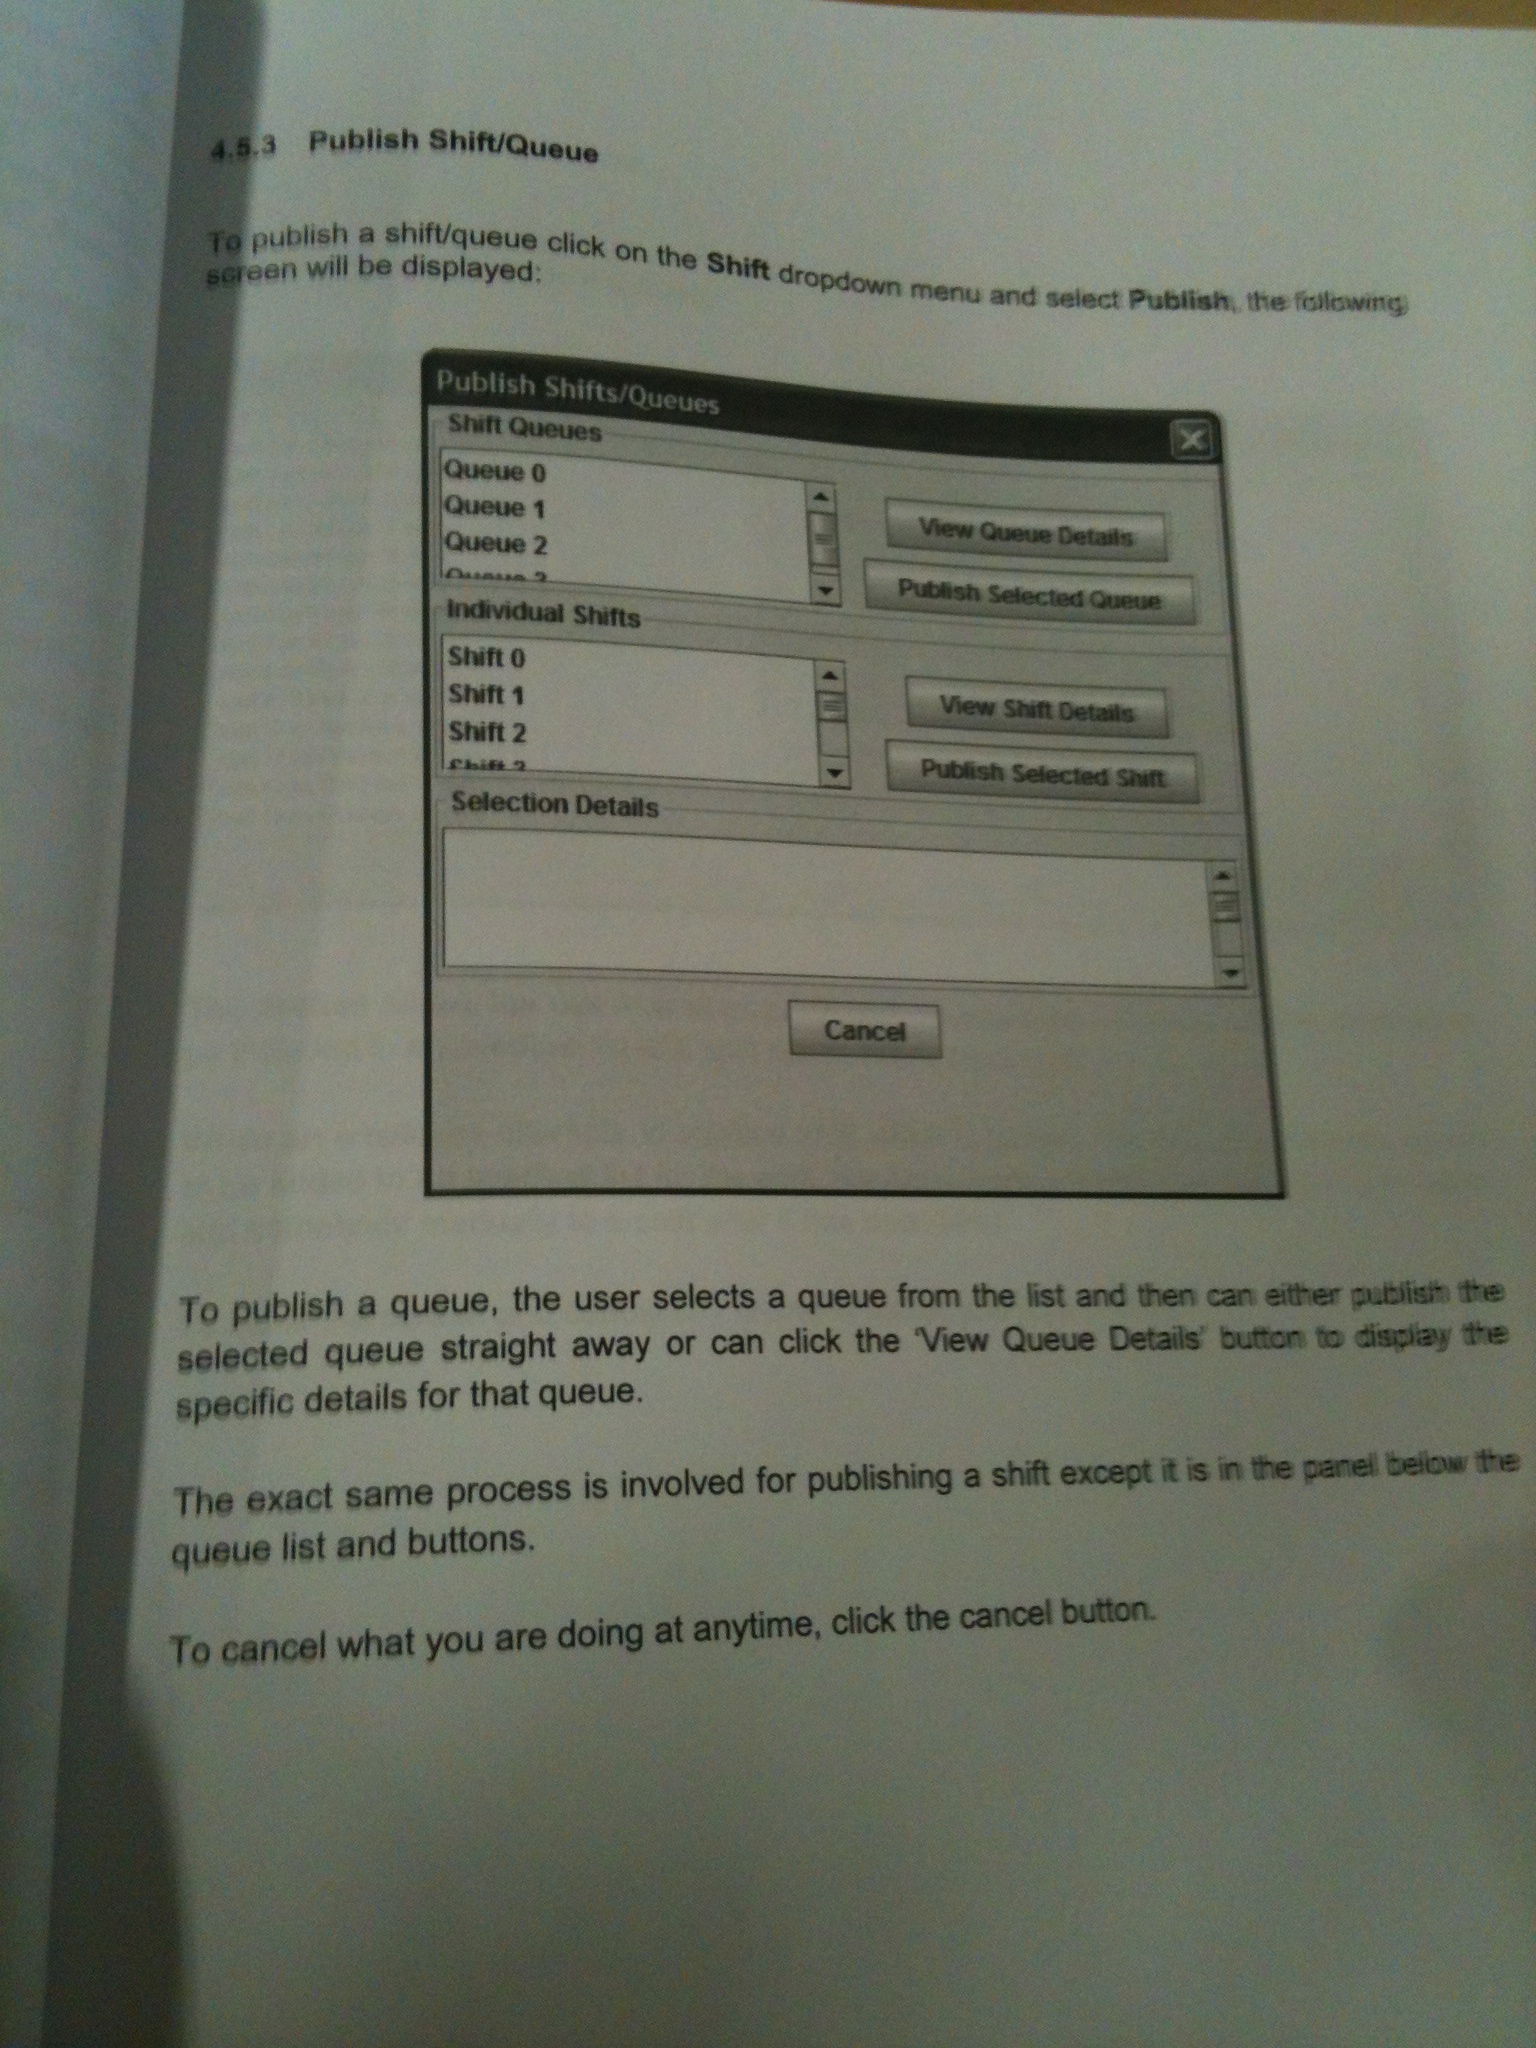 4.5.3 Publish Shift/Queue
To publish a shift/queue click on the Shift dropdown menu and select Publish, the following
screen will be displayed:
Publish Shifts/Queues
Shift Queues
Queue 0
Queue 1
Queue 2
Queue 3
View Queue Details
Publish Selected Queue
Individual Shifts
Shift 0
Shift 1
Shift 2
Shift 3
View Shift Details
Publish Selected Shift
Selection Details
Cancel
To publish a queue, the user selects a queue from the list and then can either publish the
selected queue straight away or can click the 'View Queue Details' button to display the
specific details for that queue.
The exact same process is involved for publishing a shift except it is in the panel below the
queue list and buttons.
To cancel what you are doing at anytime, click the cancel button.